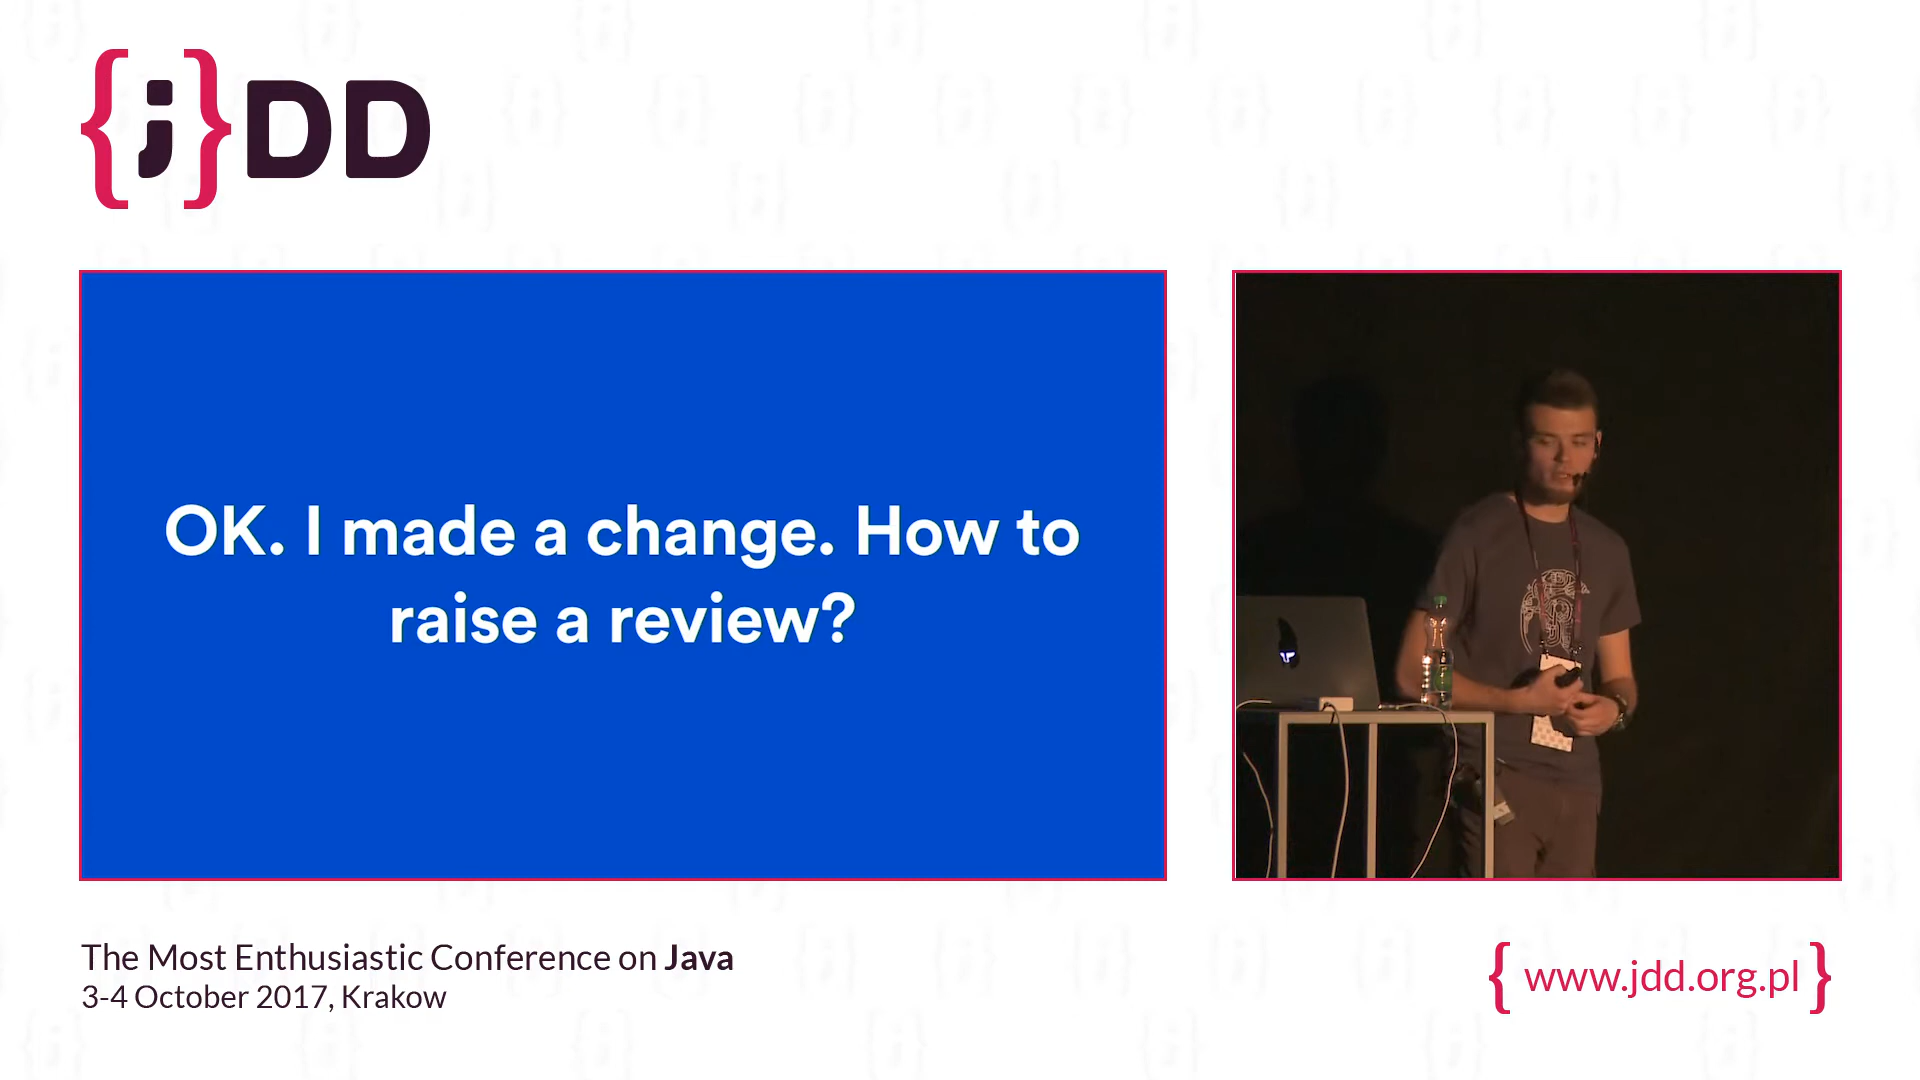 {;}DD
OK. I made a change. How to
raise a review?
The Most Enthusiastic Conference on Java
3-4 October 2017, Krakow
{ www.jdd.org.pl }